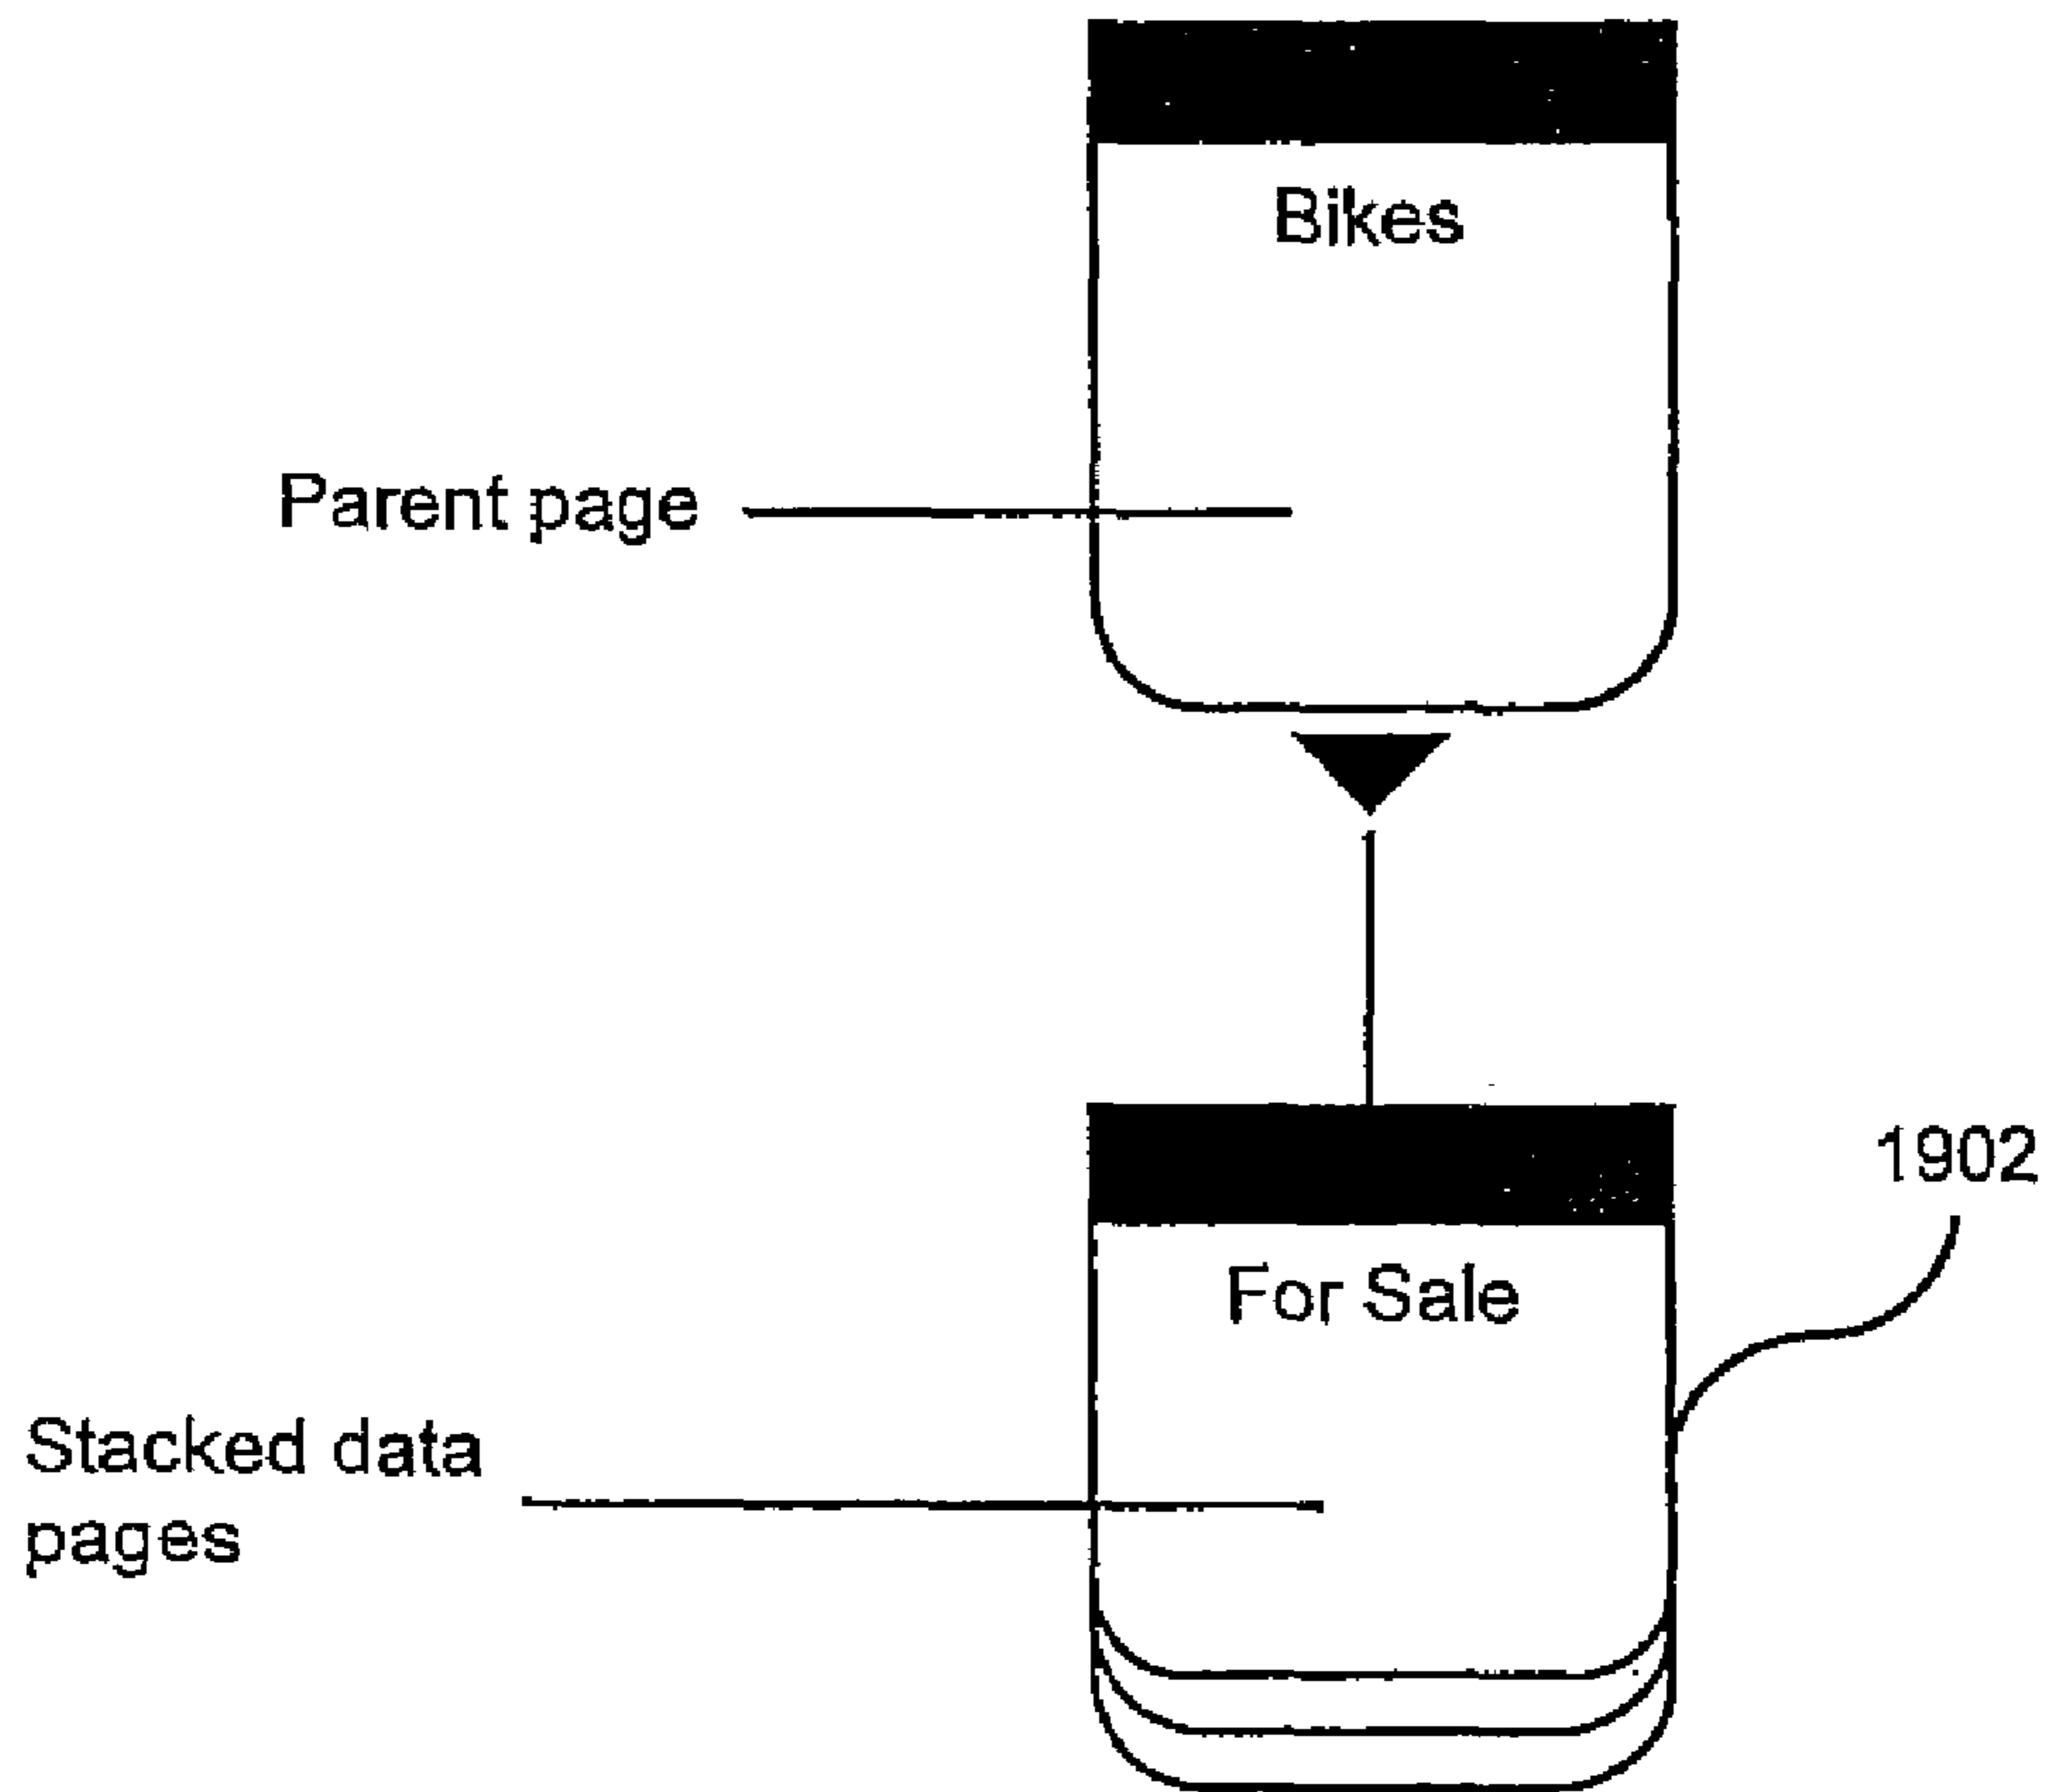 Bikes
Parent page
1902
For Sale
Stacked data
pages